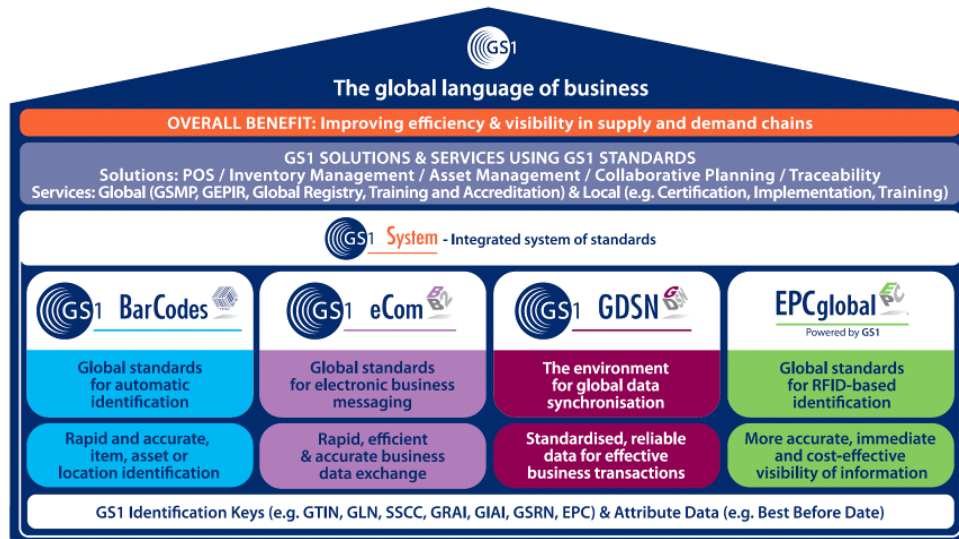 GS1
The global language of business
OVERALL BENEFIT: Improving efficiency & visibility in supply and demand chains
GS1 SOLUTIONS & SERVICES USING GS1 STANDARDS
Solutions: POS / Inventory Management / Asset Management / Collaborative Planning / Traceability
Services: Global (GSMP, GEPIR, Global Registry, Training and Accreditation) & Local (e.g. Certification, Implementation, Training)
GS1 System - Integrated system of standards
GS1 BarCodes
Global standards
for automatic
identification
Rapid and accurate,
item, asset or
location identification
GS1 eCom B2B
Global standards
for electronic business
messaging
Rapid, efficient
& accurate business
data exchange
GS1 GDSN GDSN
The environment
for global data
synchronisation
Standardised, reliable
data for effective
business transactions
EPCglobal EPC
Powered by GS1
Global standards
for RFID-based
identification
More accurate, immediate
and cost-effective
visibility of information
GS1 Identification Keys (e.g. GTIN, GLN, SSCC, GRAI, GIAI, GSRN, EPC) & Attribute Data (e.g. Best Before Date)